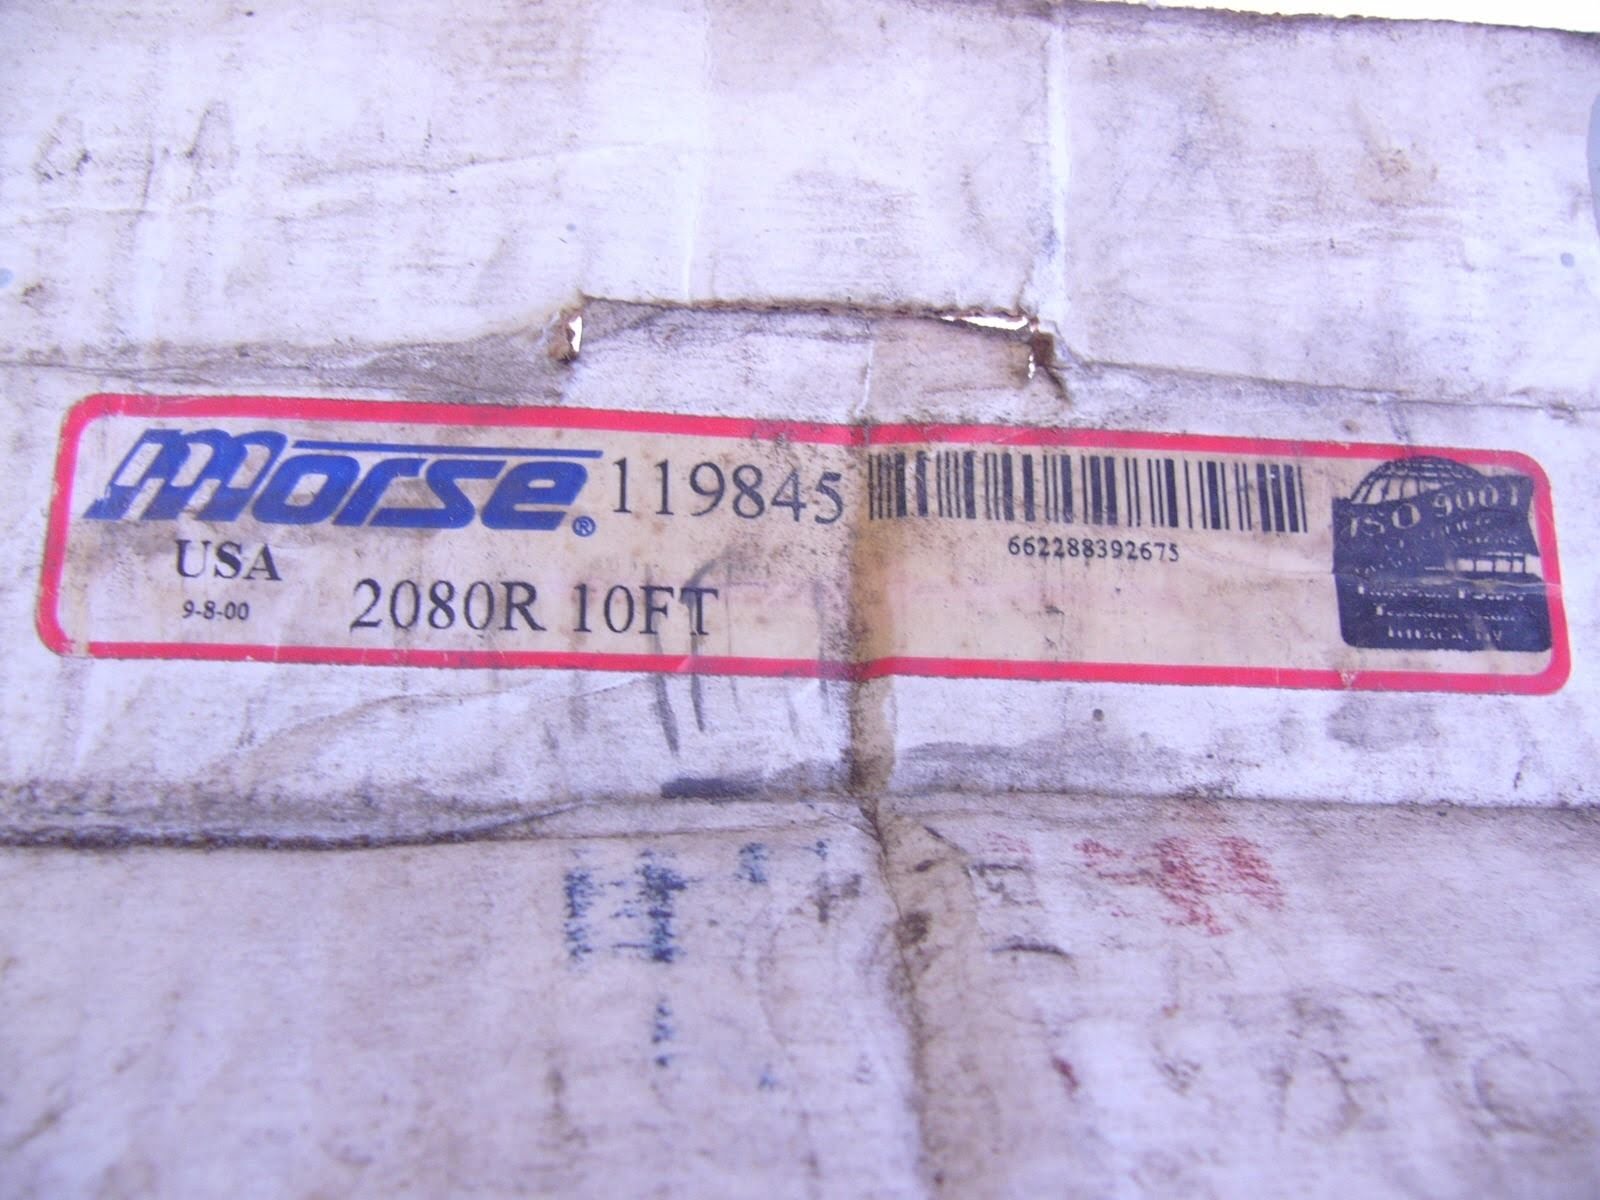 morse® 119845
662288392675
USA
9-8-00
2080R 10FT
ISO 9001